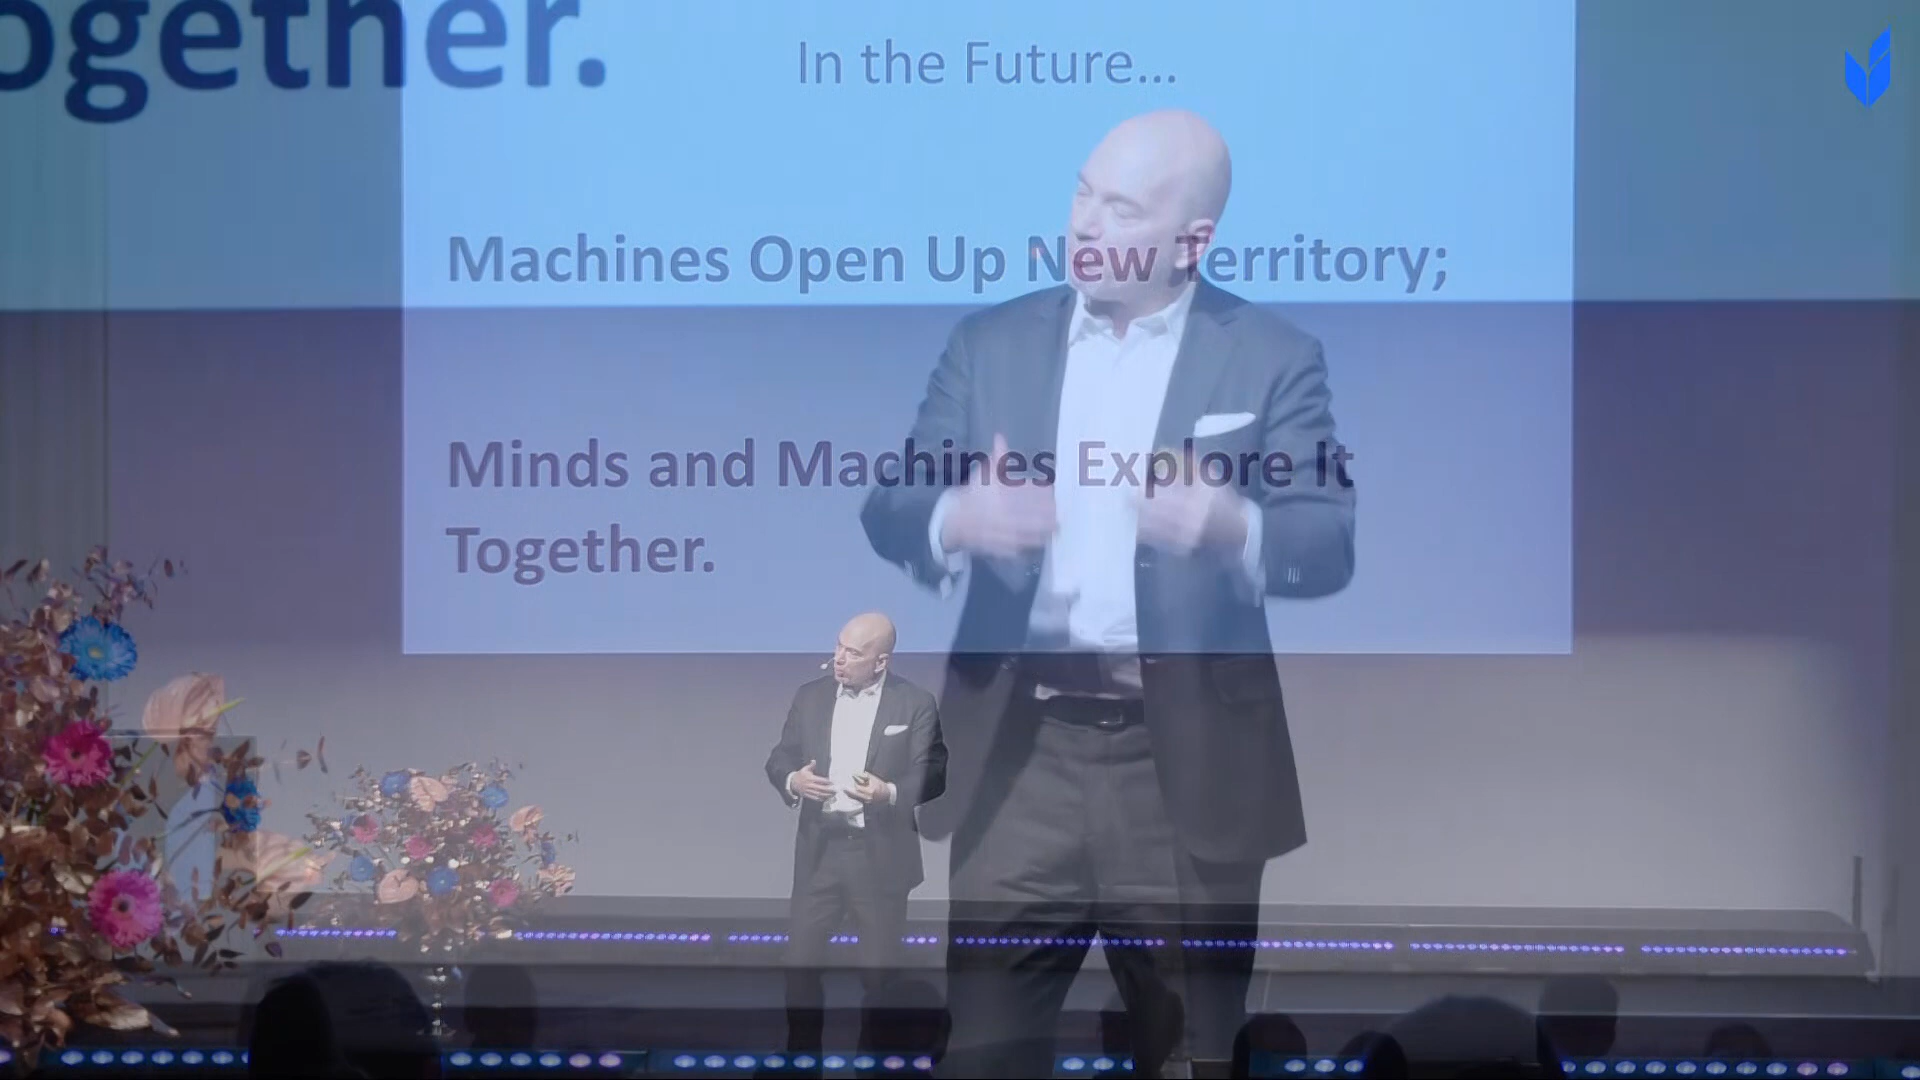 ogether.
In the Future...
Machines Open Up New Territory;
Minds and Machines Explore It
Together.